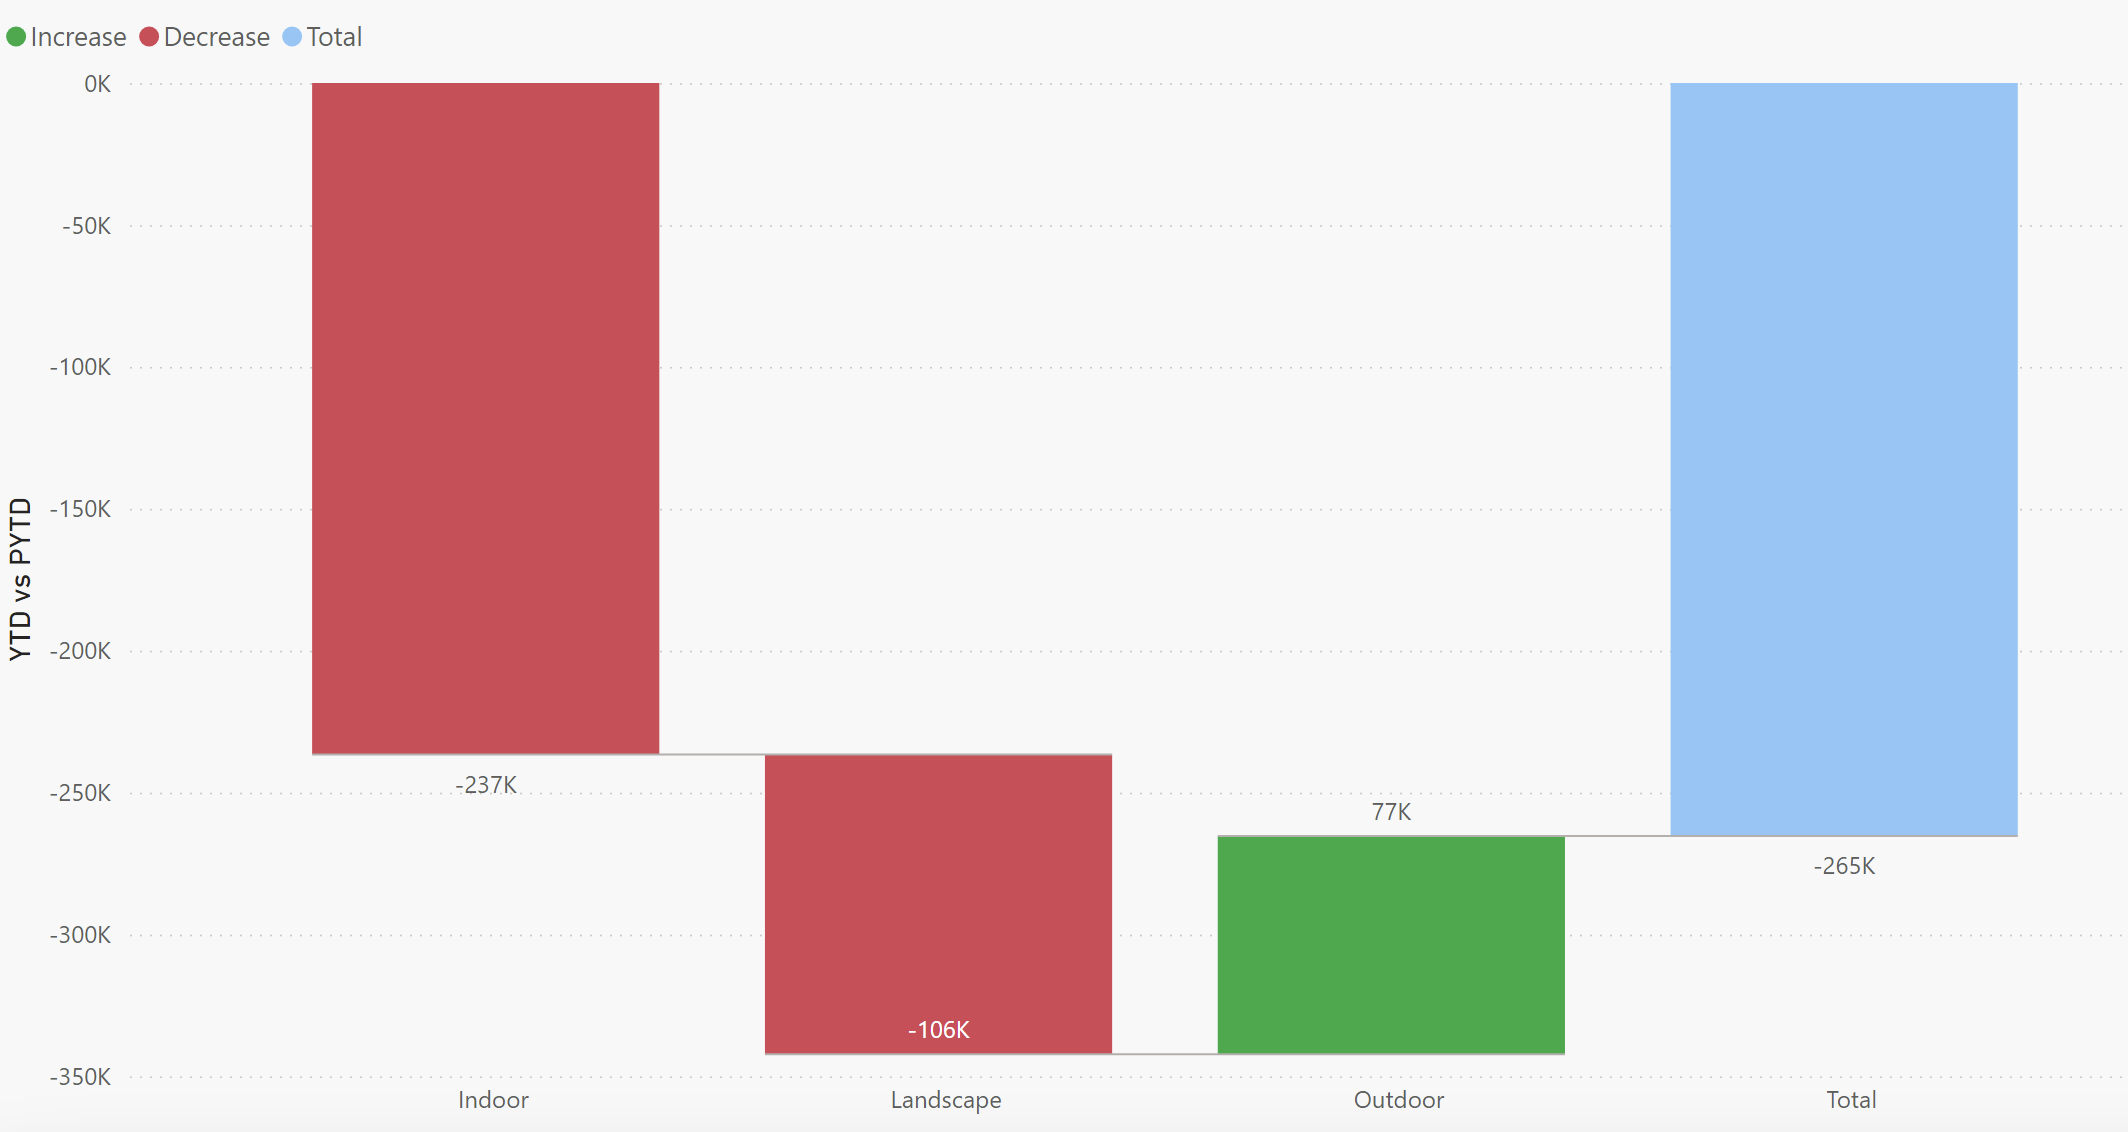 Increase Decrease Total
0K
-50K
-100K
-150K
-200K
-250K
-300K
-350K
YTD vs PYTD
-237K
-106K
77K
-265K
Indoor Landscape Outdoor Total